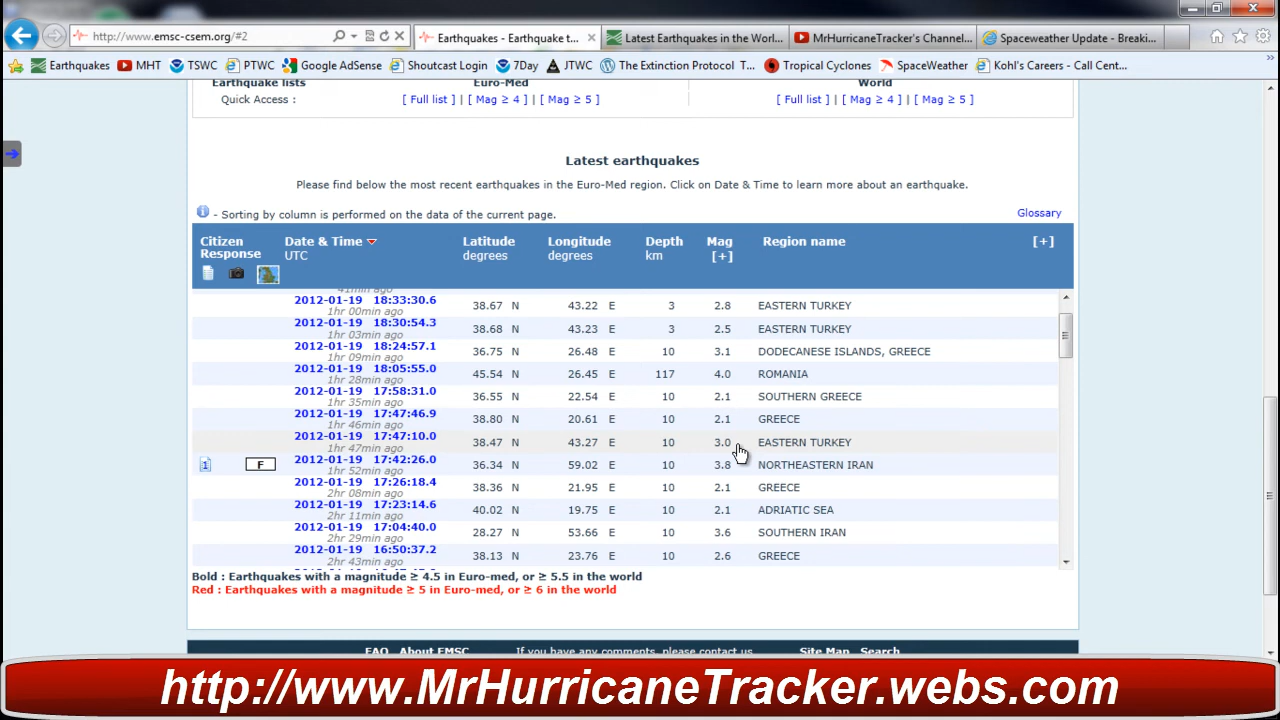 http://www.emsc-csem.org/#2
Earthquakes - Earthquake t...
Latest Earthquakes in the Worl...
MrHurricaneTracker's Channel...
Spaceweather Update - Breaki...
Earthquakes MHT TSWC PTWC Google AdSense Shoutcast Login 7Day JTWC The Extinction Protocol T... Tropical Cyclones SpaceWeather Kohl's Careers - Call Cent...
Earthquake lists Euro-Med World
Quick Access : [ Full list ] | [ Mag ≥ 4 ] | [ Mag ≥ 5 ] [ Full list ] | [ Mag ≥ 4 ] | [ Mag ≥ 5 ]
Latest earthquakes
Please find below the most recent earthquakes in the Euro-Med region. Click on Date & Time to learn more about an earthquake.
- Sorting by column is performed on the data of the current page.
Glossary
Citizen Date & Time Latitude Longitude Depth Mag Region name [+]
Response UTC degrees degrees km [+]
41min ago
2012-01-19 18:33:30.6 38.67 N 43.22 E 3 2.8 EASTERN TURKEY
1hr 00min ago
2012-01-19 18:30:54.3 38.68 N 43.23 E 3 2.5 EASTERN TURKEY
1hr 03min ago
2012-01-19 18:24:57.1 36.75 N 26.48 E 10 3.1 DODECANESE ISLANDS, GREECE
1hr 09min ago
2012-01-19 18:05:55.0 45.54 N 26.45 E 117 4.0 ROMANIA
1hr 28min ago
2012-01-19 17:58:31.0 36.55 N 22.54 E 10 2.1 SOUTHERN GREECE
1hr 35min ago
2012-01-19 17:47:46.9 38.80 N 20.61 E 10 2.1 GREECE
1hr 46min ago
2012-01-19 17:47:10.0 38.47 N 43.27 E 10 3.0 EASTERN TURKEY
1hr 47min ago
1 F 2012-01-19 17:42:26.0 36.34 N 59.02 E 10 3.8 NORTHEASTERN IRAN
1hr 52min ago
2012-01-19 17:26:18.4 38.36 N 21.95 E 10 2.1 GREECE
2hr 08min ago
2012-01-19 17:23:14.6 40.02 N 19.75 E 10 2.1 ADRIATIC SEA
2hr 11min ago
2012-01-19 17:04:40.0 28.27 N 53.66 E 10 3.6 SOUTHERN IRAN
2hr 29min ago
2012-01-19 16:50:37.2 38.13 N 23.76 E 10 2.6 GREECE
2hr 43min ago
Bold : Earthquakes with a magnitude ≥ 4.5 in Euro-med, or ≥ 5.5 in the world
Red : Earthquakes with a magnitude ≥ 5 in Euro-med, or ≥ 6 in the world
FAQ About EMSC If you have any comments, please contact us Site Map Search
http://www.MrHurricaneTracker.webs.com